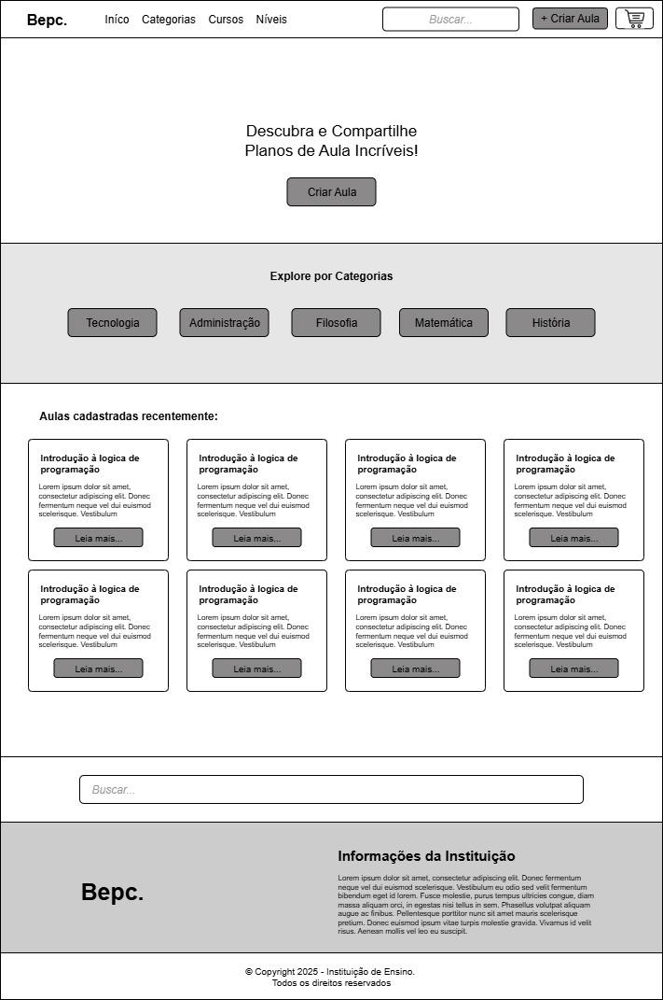 Bepc. Iníco Categorias Cursos Níveis Buscar... + Criar Aula
Descubra e Compartilhe
Planos de Aula Incríveis!
Criar Aula
Explore por Categorias
Tecnologia Administração Filosofia Matemática História
Aulas cadastradas recentemente:
Introdução à logica de
programação
Lorem ipsum dolor sit amet,
consectetur adipiscing elit. Donec
fermentum neque vel dui euismod
scelerisque. Vestibulum
Leia mais...
Introdução à logica de
programação
Lorem ipsum dolor sit amet,
consectetur adipiscing elit. Donec
fermentum neque vel dui euismod
scelerisque. Vestibulum
Leia mais...
Introdução à logica de
programação
Lorem ipsum dolor sit amet,
consectetur adipiscing elit. Donec
fermentum neque vel dui euismod
scelerisque. Vestibulum
Leia mais...
Introdução à logica de
programação
Lorem ipsum dolor sit amet,
consectetur adipiscing elit. Donec
fermentum neque vel dui euismod
scelerisque. Vestibulum
Leia mais...
Introdução à logica de
programação
Lorem ipsum dolor sit amet,
consectetur adipiscing elit. Donec
fermentum neque vel dui euismod
scelerisque. Vestibulum
Leia mais...
Introdução à logica de
programação
Lorem ipsum dolor sit amet,
consectetur adipiscing elit. Donec
fermentum neque vel dui euismod
scelerisque. Vestibulum
Leia mais...
Introdução à logica de
programação
Lorem ipsum dolor sit amet,
consectetur adipiscing elit. Donec
fermentum neque vel dui euismod
scelerisque. Vestibulum
Leia mais...
Introdução à logica de
programação
Lorem ipsum dolor sit amet,
consectetur adipiscing elit. Donec
fermentum neque vel dui euismod
scelerisque. Vestibulum
Leia mais...
Buscar...
Bepc.
Informações da Instituição
Lorem ipsum dolor sit amet, consectetur adipiscing elit. Donec fermentum
neque vel dui euismod scelerisque. Vestibulum eu odio sed velit fermentum
bibendum eget id lorem. Fusce molestie, purus tempus ultricies congue, diam
massa aliquam orci, in egestas nisi tellus in sem. Phasellus volutpat aliquam
augue ac finibus. Pellentesque porttitor nunc sit amet mauris scelerisque
pretium. Donec euismod ipsum vitae turpis molestie gravida. Vivamus id velit
risus. Aenean mollis vel leo eu suscipit.
© Copyright 2025 - Instituição de Ensino.
Todos os direitos reservados